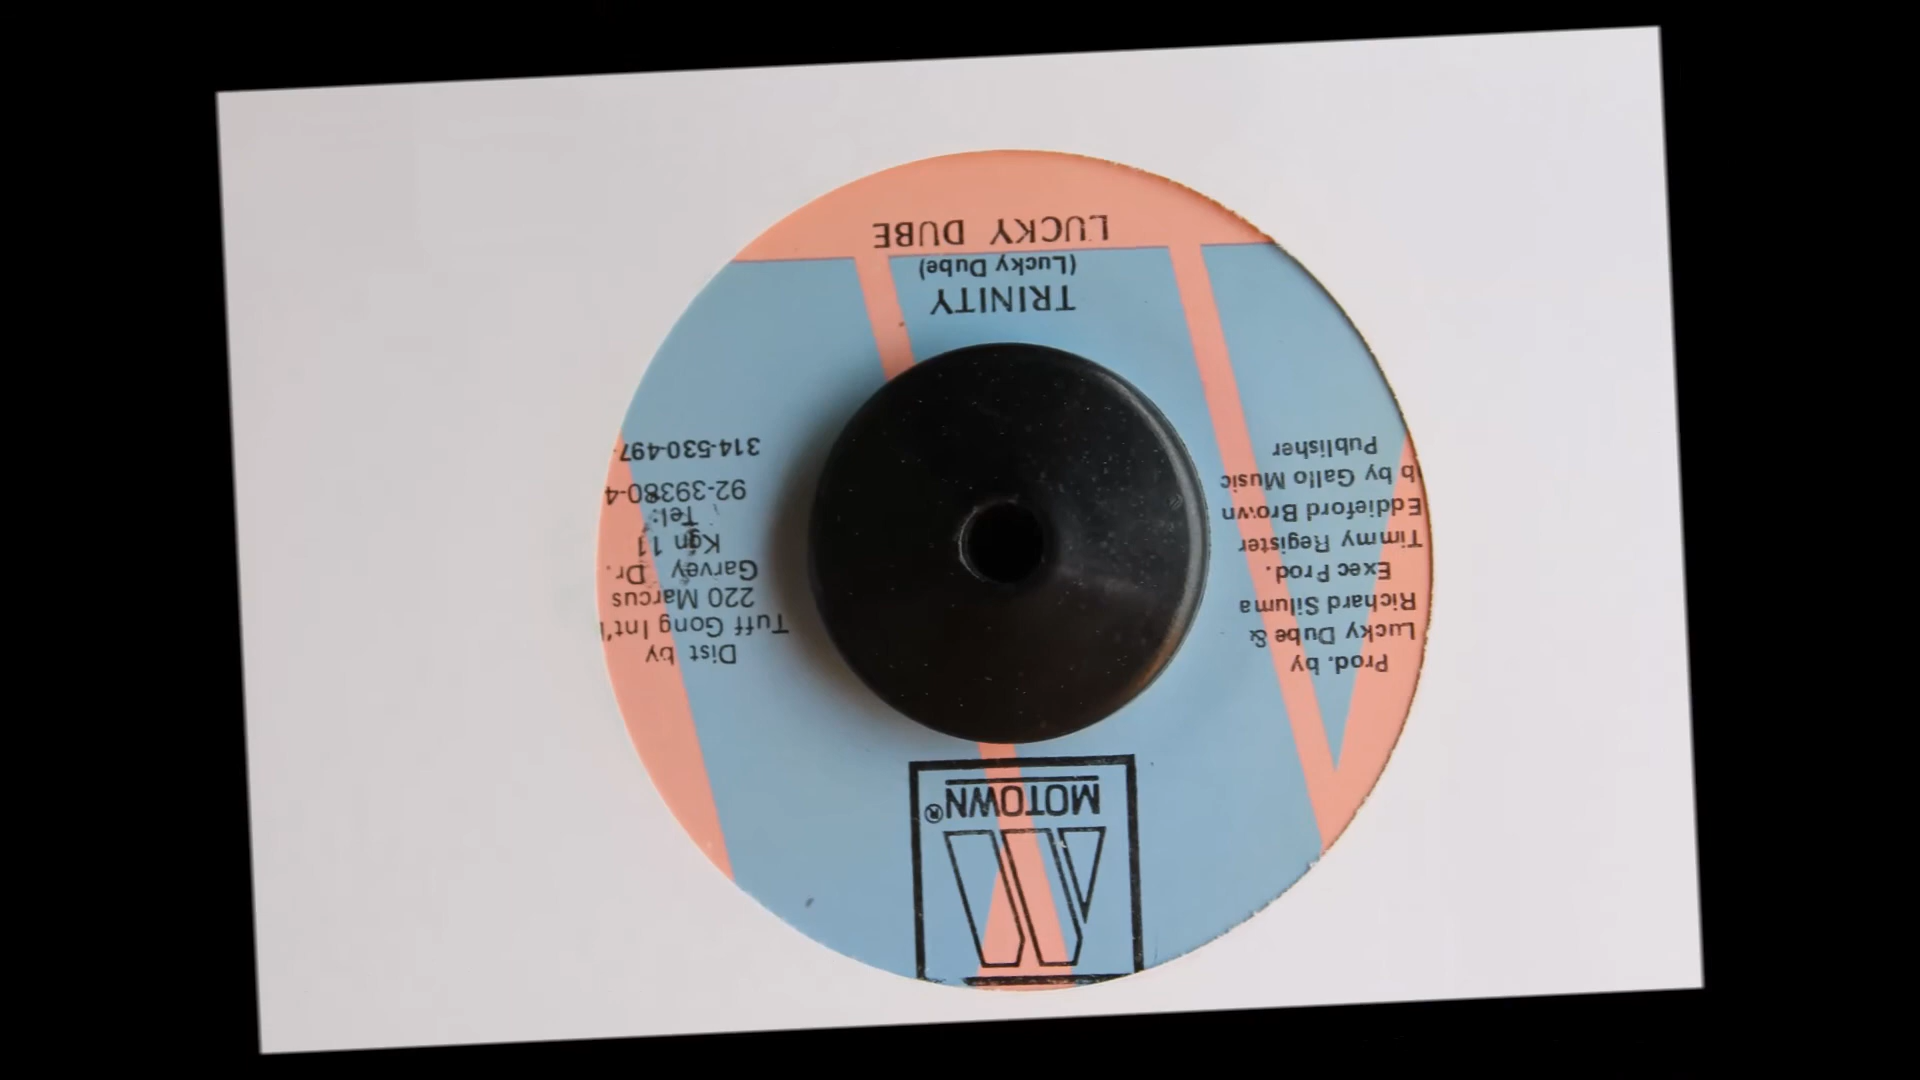 MOTOWN®
Prod. by
Lucky Dube &
Richard Siluma
Exec Prod.
Timmy Register
Eddieford Brown
b by Gallo Music
Publisher
Dist by
Tuff Gong Int'l
220 Marcus
Garvey Dr.
Kgn 11
Tel:
92-39380-4
314-530-497
TRINITY
(Lucky Dube)
LUCKY DUBE